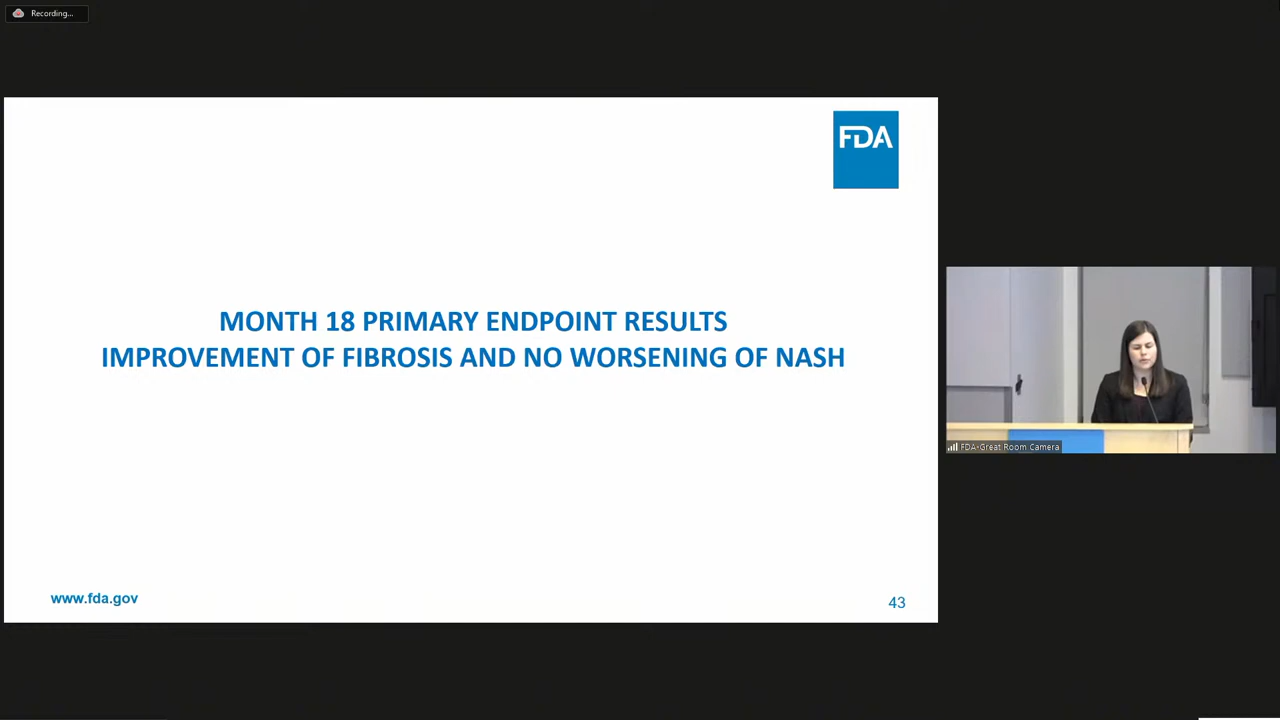 Recording...
FDA
MONTH 18 PRIMARY ENDPOINT RESULTS
IMPROVEMENT OF FIBROSIS AND NO WORSENING OF NASH
FDA-Great Room Camera
www.fda.gov
43